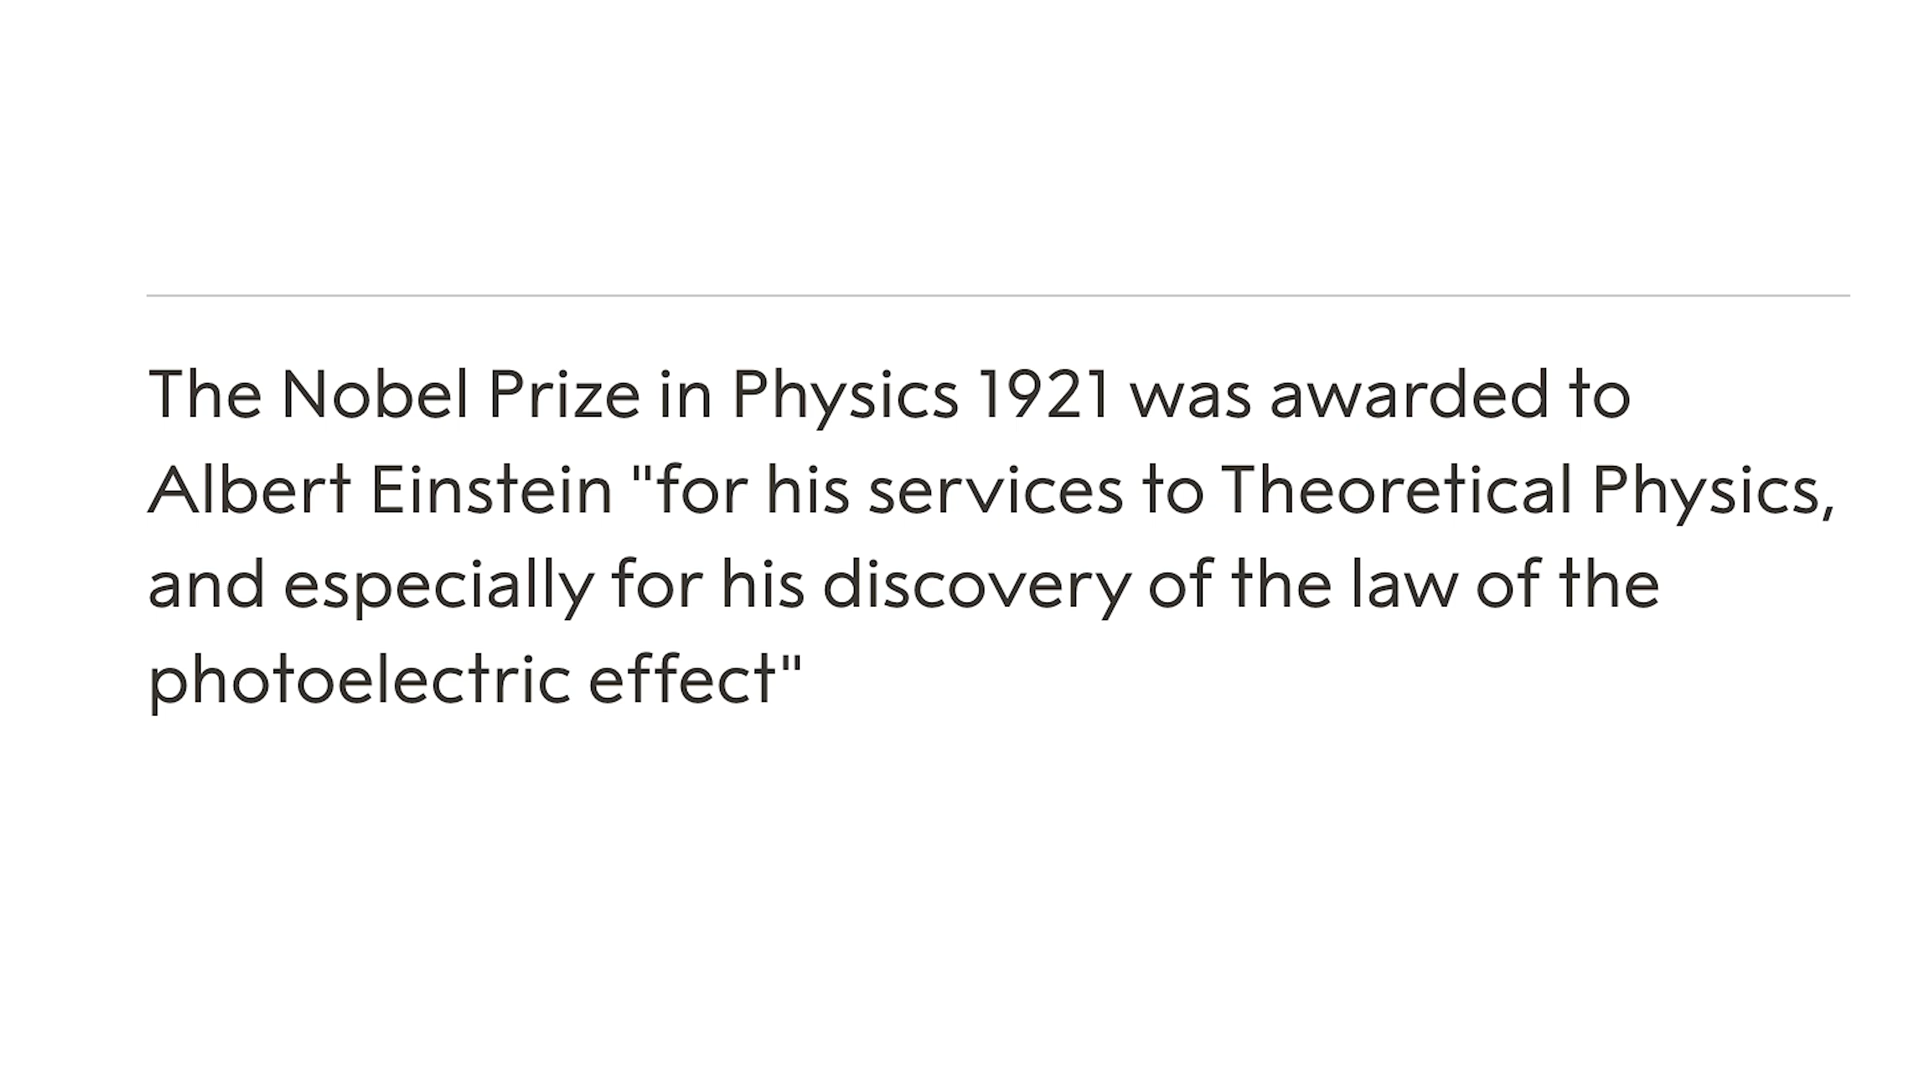 The Nobel Prize in Physics 1921 was awarded to
Albert Einstein "for his services to Theoretical Physics,
and especially for his discovery of the law of the
photoelectric effect"